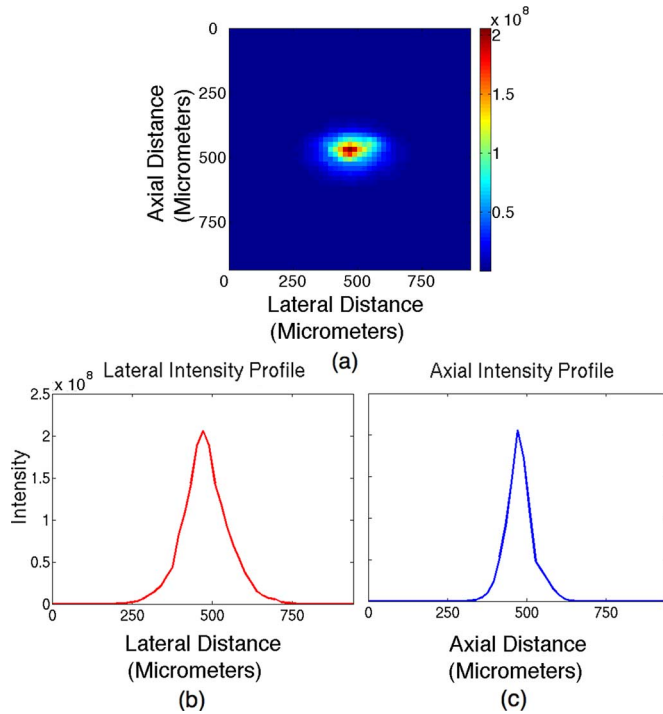 0
250
500
750
Axial Distance
(Micrometers)
0
250
500
750
Lateral Distance
(Micrometers)
x 10^8
2
1.5
1
0.5
(a)
Lateral Intensity Profile
x 10^8
2.5
2
1.5
1
0.5
0
Intensity
0
250
500
750
Lateral Distance
(Micrometers)
(b)
Axial Intensity Profile
0
250
500
750
Axial Distance
(Micrometers)
(c)